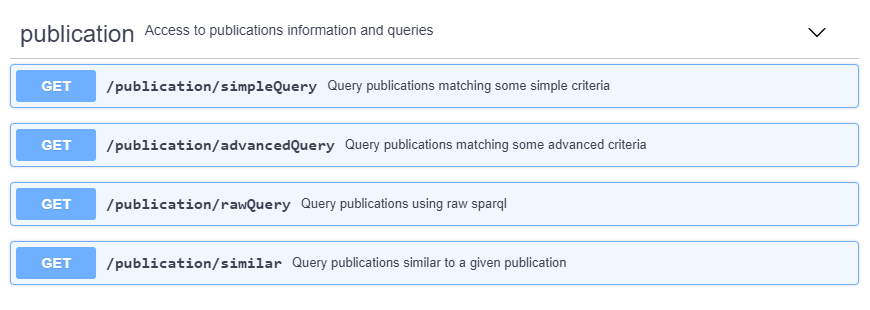 publication Access to publications information and queries
GET /publication/simpleQuery Query publications matching some simple criteria
GET /publication/advancedQuery Query publications matching some advanced criteria
GET /publication/rawQuery Query publications using raw sparql
GET /publication/similar Query publications similar to a given publication